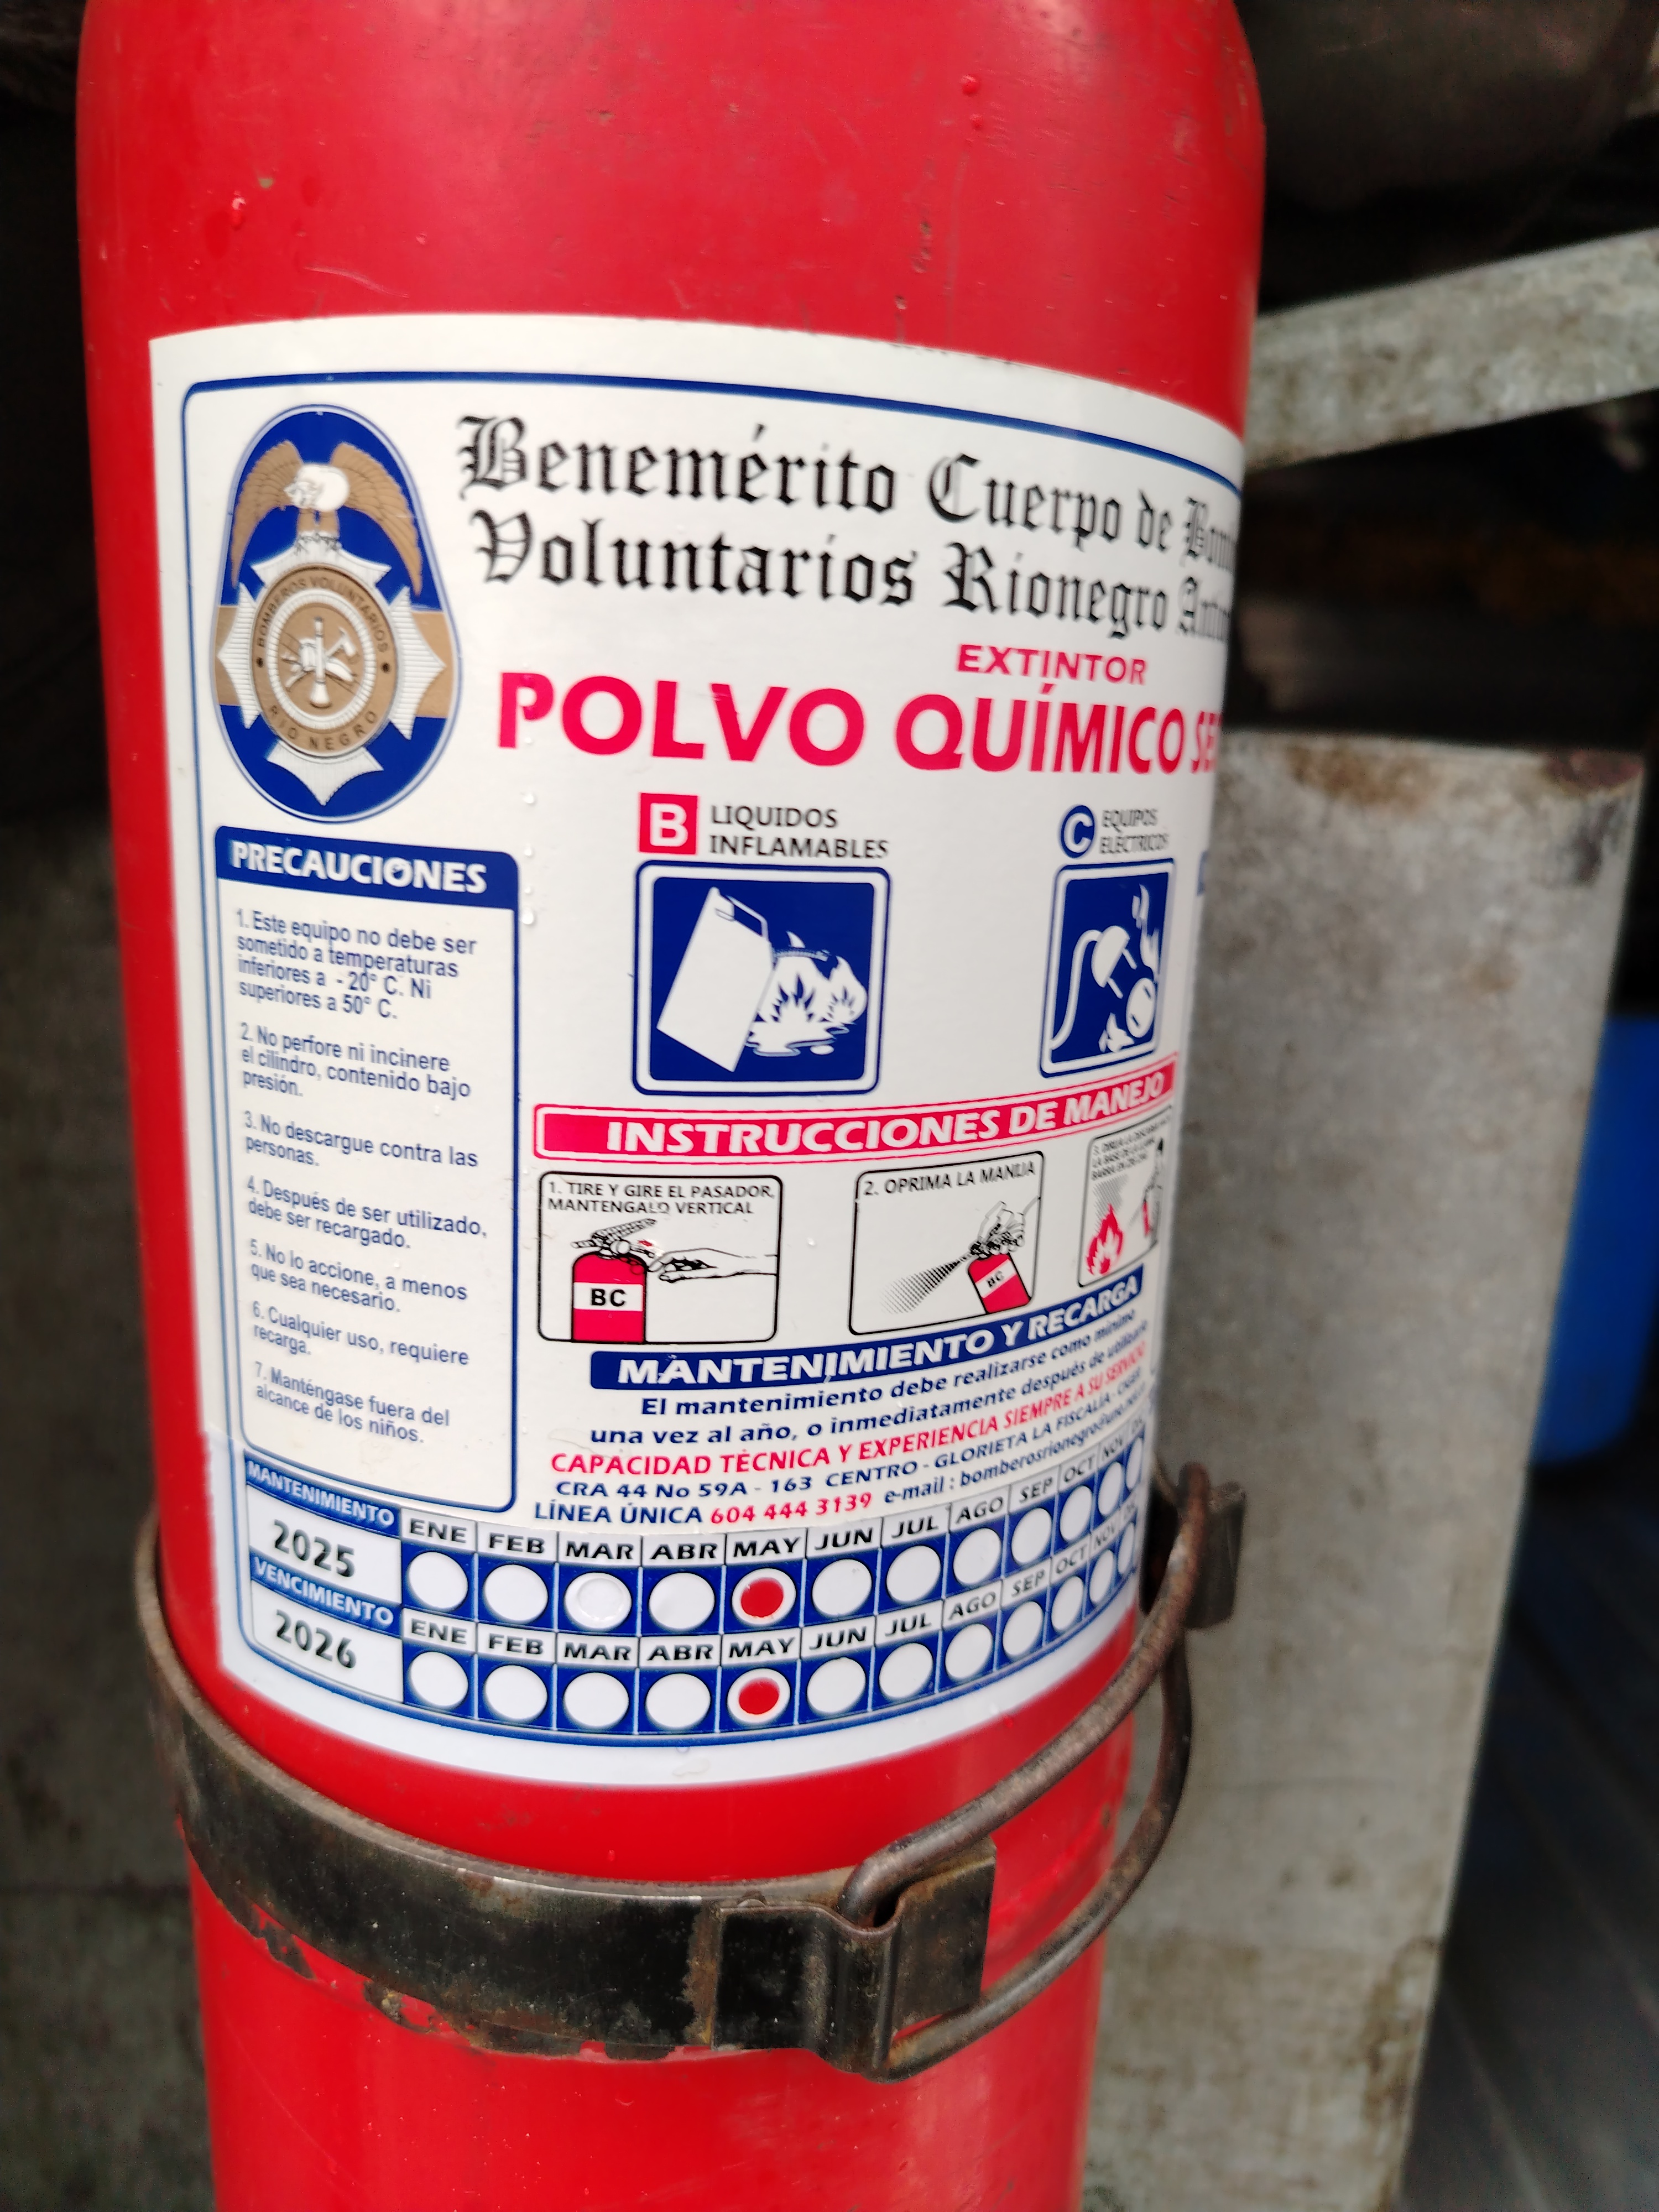 Benemérito Cuerpo de
Voluntarios Rionegro
BOMBEROS VOLUNTARIOS
RIO NEGRO
EXTINTOR
POLVO QUÍMICO
B LIQUIDOS
INFLAMABLES
C EQUIPOS
ELÉCTRICOS
PRECAUCIONES
1. Este equipo no debe ser
sometido a temperaturas
inferiores a - 20° C. Ni
superiores a 50° C.
2. No perfore ni incinere
el cilindro, contenido bajo
presión.
3. No descargue contra las
personas.
4. Después de ser utilizado,
debe ser recargado.
5. No lo accione, a menos
que sea necesario.
6. Cualquier uso, requiere
recarga.
7. Manténgase fuera del
alcance de los niños.
INSTRUCCIONES DE MANEJO
1. TIRE Y GIRE EL PASADOR,
MANTENGALO VERTICAL
BC
2. OPRIMA LA MANIJA
BC
MANTENIMIENTO Y RECARGA
El mantenimiento debe realizarse como mínimo
una vez al año, o inmediatamente después de utilizarlo
CAPACIDAD TÉCNICA Y EXPERIENCIA SIEMPRE A SU SERVICIO
CRA 44 No 59A - 163 CENTRO - GLORIETA LA FISCALIA
LÍNEA ÚNICA 604 444 3139 e-mail : bomberosrionegro@
MANTENIMIENTO
2025
ENE FEB MAR ABR MAY JUN JUL AGO SEP OCT NOV
VENCIMIENTO
2026
ENE FEB MAR ABR MAY JUN JUL AGO SEP OCT NOV